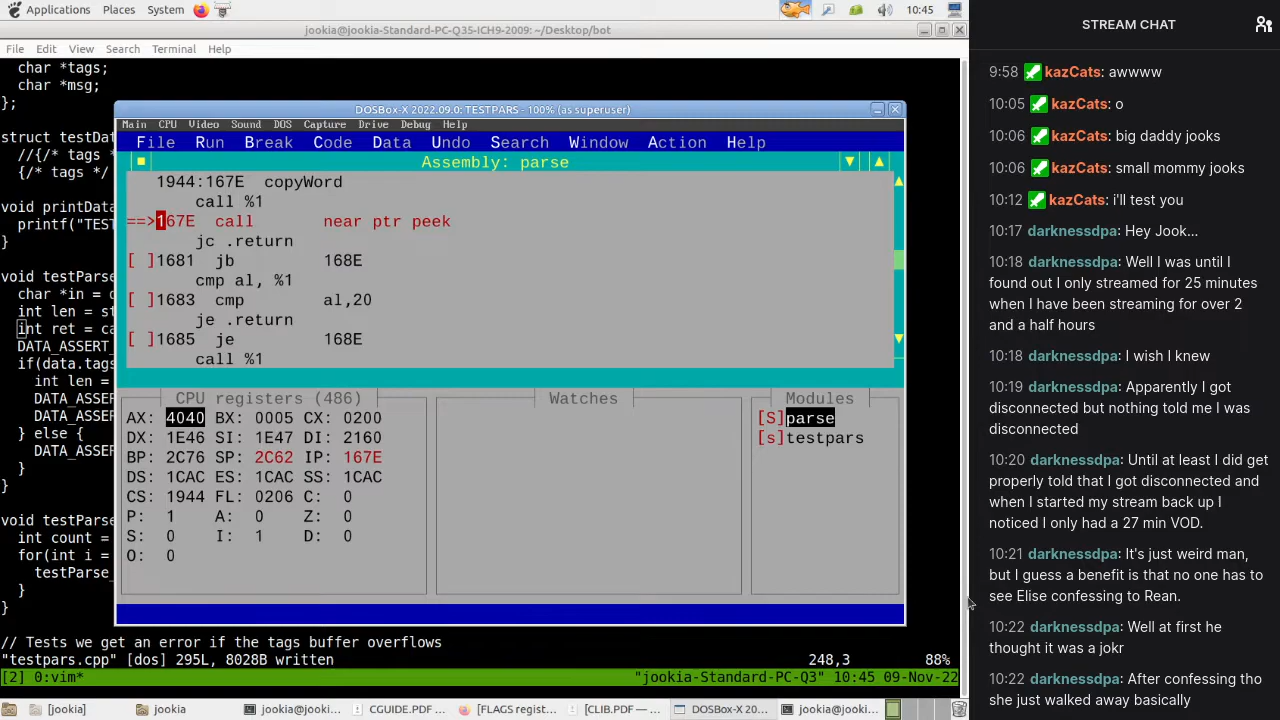 Applications Places System 10:45
jookia@jookia-Standard-PC-Q35-ICH9-2009: ~/Desktop/bot
File Edit View Search Terminal Help
char *tags;
char *msg;
};
struct testDat
//{/* tags *
{/* tags */
void printData
printf("TEST
}
void testParse
char *in = c
int len = st
int ret = ca
DATA_ASSERT_
if(data.tags
int len =
DATA_ASSER
DATA_ASSER
} else {
DATA_ASSER
}
}
void testParse
int count =
for(int i =
testParse_
}
}
// Tests we get an error if the tags buffer overflows
"testpars.cpp" [dos] 295L, 8028B written 248,3 88%
[2] 0:vim* "jookia-Standard-PC-Q3" 10:45 09-Nov-22
DOSBox-X 2022.09.0: TESTPARS - 100% (as superuser)
Main CPU Video Sound DOS Capture Drive Debug Help
File Run Break Code Data Undo Search Window Action Help
Assembly: parse
1944:167E copyWord
call %1
==>167E call near ptr peek
jc .return
[ ]1681 jb 168E
cmp al, %1
[ ]1683 cmp al,20
je .return
[ ]1685 je 168E
call %1
CPU registers (486)
AX: 4040 BX: 0005 CX: 0200
DX: 1E46 SI: 1E47 DI: 2160
BP: 2C76 SP: 2C62 IP: 167E
DS: 1CAC ES: 1CAC SS: 1CAC
CS: 1944 FL: 0206 C: 0
P: 1 A: 0 Z: 0
S: 0 I: 1 D: 0
O: 0
Watches
Modules
[S]parse
[s]testpars
[jookia] jookia jookia@jookia-... CGUIDE.PDF ... [FLAGS regist... [CLIB.PDF —... DOSBox-X 20... jookia@jookia...
STREAM CHAT
9:58 kazCats: awwww
10:05 kazCats: o
10:06 kazCats: big daddy jooks
10:06 kazCats: small mommy jooks
10:12 kazCats: i'll test you
10:17 darknessdpa: Hey Jook...
10:18 darknessdpa: Well I was until I
found out I only streamed for 25 minutes
when I have been streaming for over 2
and a half hours
10:18 darknessdpa: I wish I knew
10:19 darknessdpa: Apparently I got
disconnected but nothing told me I was
disconnected
10:20 darknessdpa: Until at least I did get
properly told that I got disconnected and
when I started my stream back up I
noticed I only had a 27 min VOD.
10:21 darknessdpa: It's just weird man,
but I guess a benefit is that no one has to
see Elise confessing to Rean.
10:22 darknessdpa: Well at first he
thought it was a jokr
10:22 darknessdpa: After confessing tho
she just walked away basically